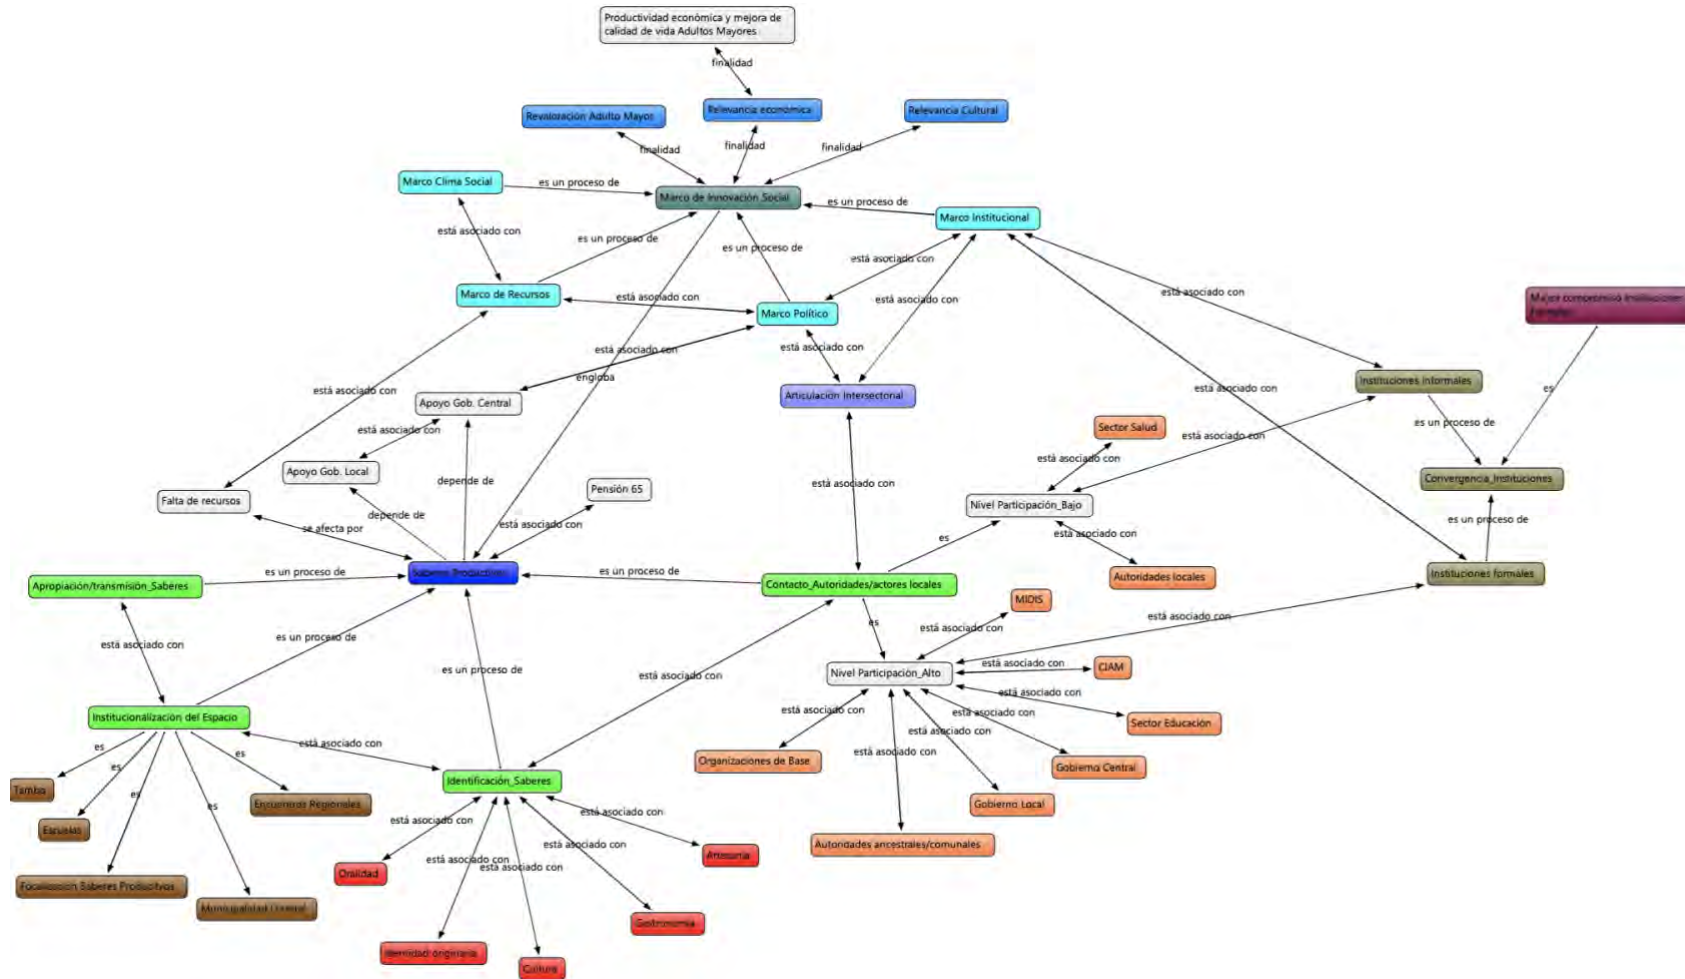 Productividad económica y mejora de
calidad de vida Adultos Mayores
finalidad
Revaloración Adulto Mayos
Relevancia económica
Relevancia Cultural
finalidad
finalidad
finalidad
Marco Clima Social
es un proceso de
Marco de Innovación Social
es un proceso de
Marco Institucional
está asociado con
es un proceso de
es un proceso de
está asociado con
Marco de Recursos
está asociado con
está asociado con
está asociado con
Marco Político
Mejor compromiso Instituciones
Formales
está asociado con
está asociado con
engloba
está asociado con
está asociado con
es
Instituciones Informales
Apoyo Gob. Central
Articulación Intersectorial
está asociado con
Sector Salud
es un proceso de
está asociado con
está asociado con
está asociado con
Apoyo Gob. Local
depende de
está asociado con
Convergencia_Instituciones
Falta de recursos
Pensión 65
Nivel Participación_Bajo
depende de
se afecta por
está asociado con
es
está asociado con
es un proceso de
Apropiación/transmisión_Saberes
es un proceso de
Saberes Productivos
es un proceso de
Contacto_Autoridades/actores locales
Autoridades locales
Instituciones formales
MIDIS
es
está asociado con
está asociado con
está asociado con
es un proceso de
es un proceso de
está asociado con
Nivel Participación_Alto
está asociado con
CIAM
Institucionalización del Espacio
está asociado con
está asociado con
está asociado con
está asociado con
está asociado con
Sector Educación
está asociado con
es
es
es
es
es
Organizaciones de Base
Gobierno Central
Identificación_Saberes
Tambo
Encuentros Regionales
Gobierno Local
Escuelas
está asociado con
está asociado con
está asociado con
está asociado con
está asociado con
Autoridades ancestrales/comunales
Artesanía
Oralidad
Focalización Saberes Productivos
Municipalidad Distrital
Gastronomía
Identidad originaria
Cultura